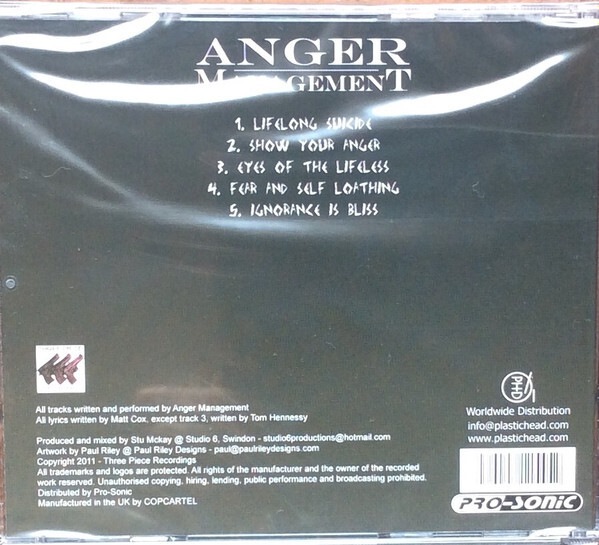 ANGER
MANAGEMENT
1. LIFELONG SUICIDE
2. SHOW YOUR ANGER
3. EYES OF THE LIFELESS
4. FEAR AND SELF LOATHING
5. IGNORANCE IS BLISS
All tracks written and performed by Anger Management
All lyrics written by Matt Cox, except track 3, written by Tom Hennessy
Produced and mixed by Stu Mckay @ Studio 6, Swindon - studio6productions@hotmail.com
Artwork by Paul Riley @ Paul Riley Designs - paul@paulrileydesigns.com
Copyright 2011 - Three Piece Recordings
All trademarks and logos are protected. All rights of the manufacturer and the owner of the recorded
work reserved. Unauthorised copying, hiring, lending, public performance and broadcasting prohibited.
Distributed by Pro-Sonic
Manufactured in the UK by COPCARTEL
PHD
Worldwide Distribution
info@plastichead.com
www.plastichead.com
PRO-SONIC